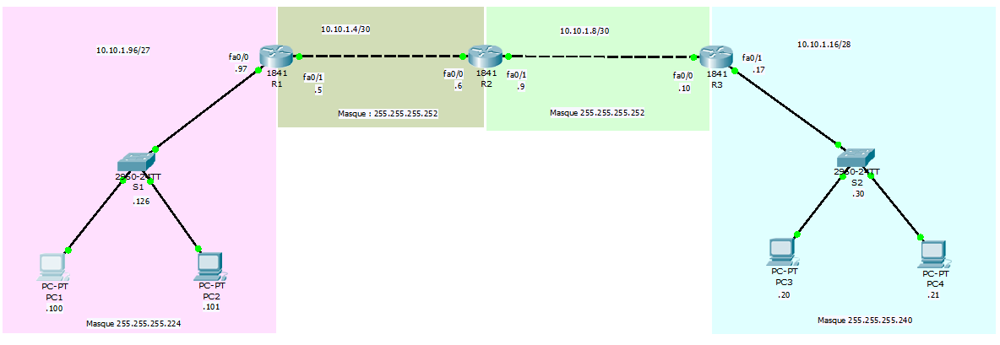 10.10.1.96/27
fa0/0
.97
1841
R1
fa0/1
.5
10.10.1.4/30
Masque : 255.255.255.252
fa0/0
.6
1841
R2
fa0/1
.9
10.10.1.8/30
Masque 255.255.255.252
fa0/0
.10
1841
R3
fa0/1
.17
10.10.1.16/28
2960-24TT
S1
.126
PC-PT
PC1
.100
PC-PT
PC2
.101
Masque 255.255.255.224
2960-24TT
S2
.30
PC-PT
PC3
.20
PC-PT
PC4
.21
Masque 255.255.255.240